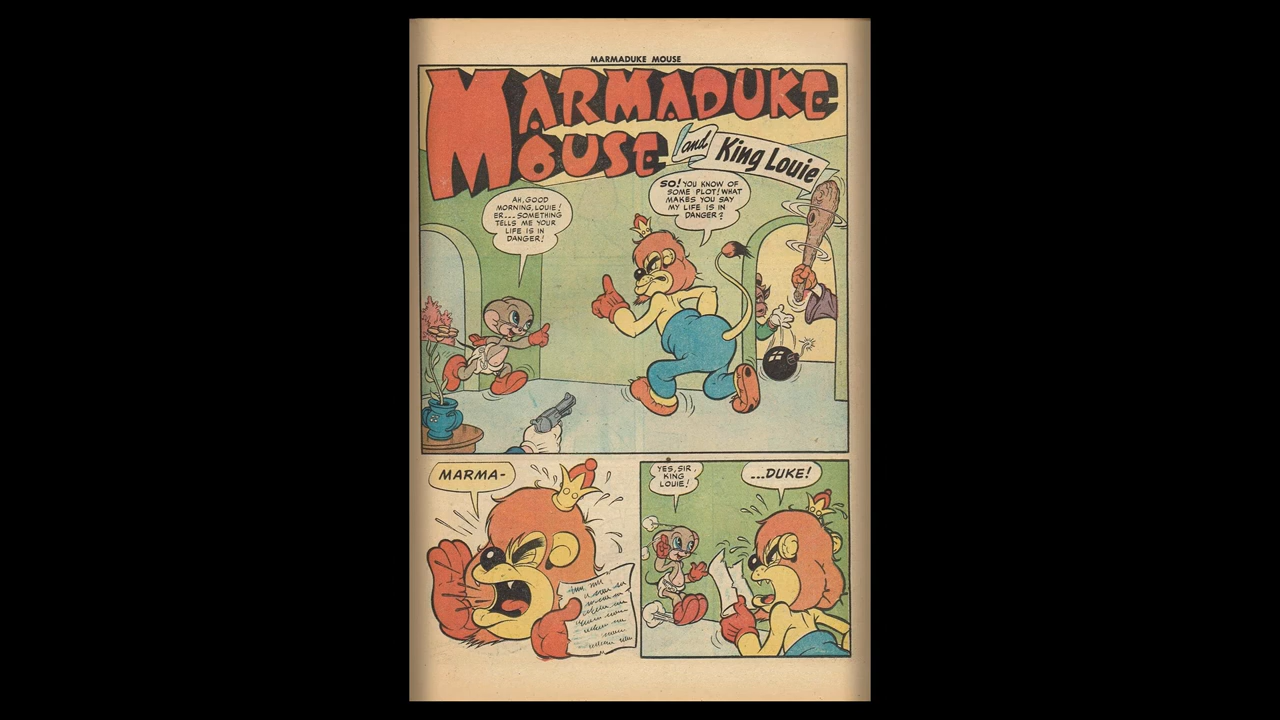 MARMADUKE MOUSE
MARMADUKE
MOUSE and King Louie
AH, GOOD
MORNING, LOUIE!
ER---SOMETHING
TELLS ME YOUR
LIFE IS IN
DANGER!
SO! YOU KNOW OF
SOME PLOT! WHAT
MAKES YOU SAY
MY LIFE IS IN
DANGER?
MARMA-
YES, SIR,
KING
LOUIE!
...DUKE!